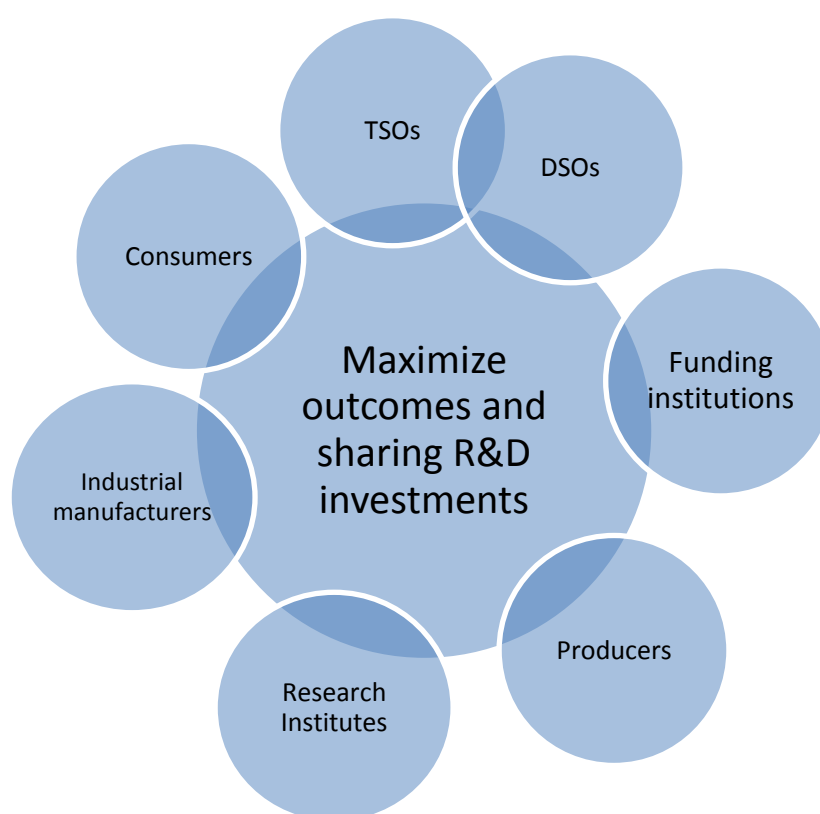 TSOs
DSOs
Consumers
Maximize
outcomes and
sharing R&D
investments
Funding
institutions
Industrial
manufacturers
Producers
Research
Institutes